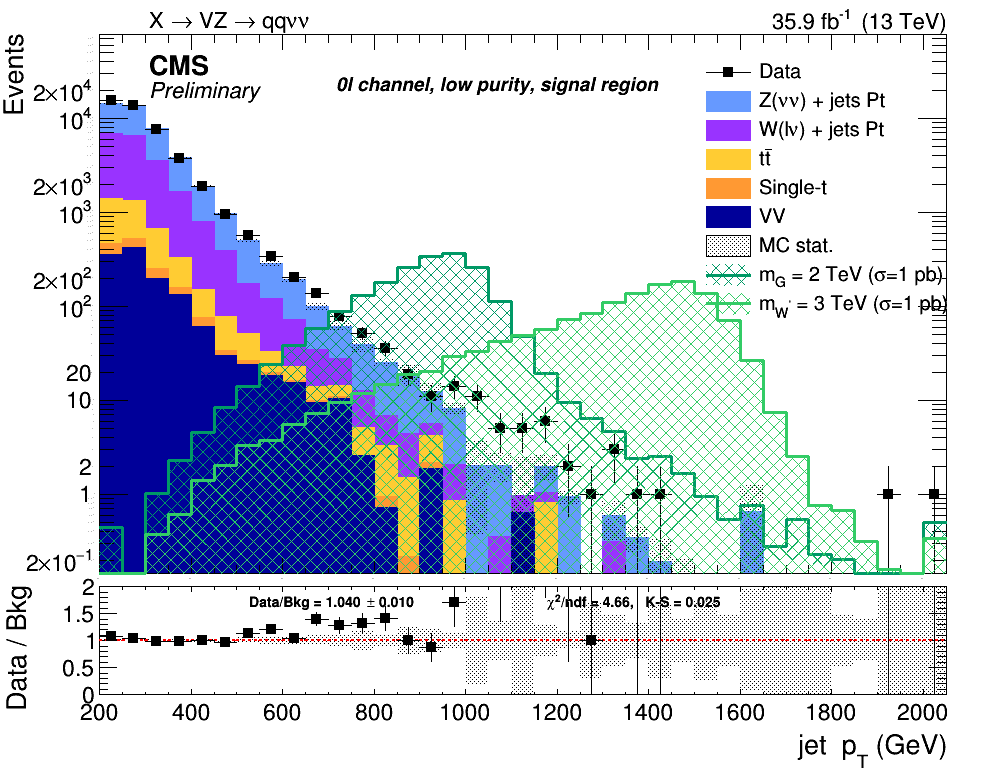 X → VZ → qqνν 35.9 fb⁻¹ (13 TeV)
Events
CMS
Preliminary
0l channel, low purity, signal region
Data
Z(νν) + jets Pt
W(lν) + jets Pt
tt̄
Single-t
VV
MC stat.
m_G = 2 TeV (σ=1 pb)
m_W' = 3 TeV (σ=1 pb)
2×10⁴
10⁴
2×10³
10³
2×10²
10²
20
10
2
1
2×10⁻¹
Data / Bkg
2
1.5
1
0.5
0
Data/Bkg = 1.040 ± 0.010 χ²/ndf = 4.66, K-S = 0.025
200 400 600 800 1000 1200 1400 1600 1800 2000
jet p_T (GeV)